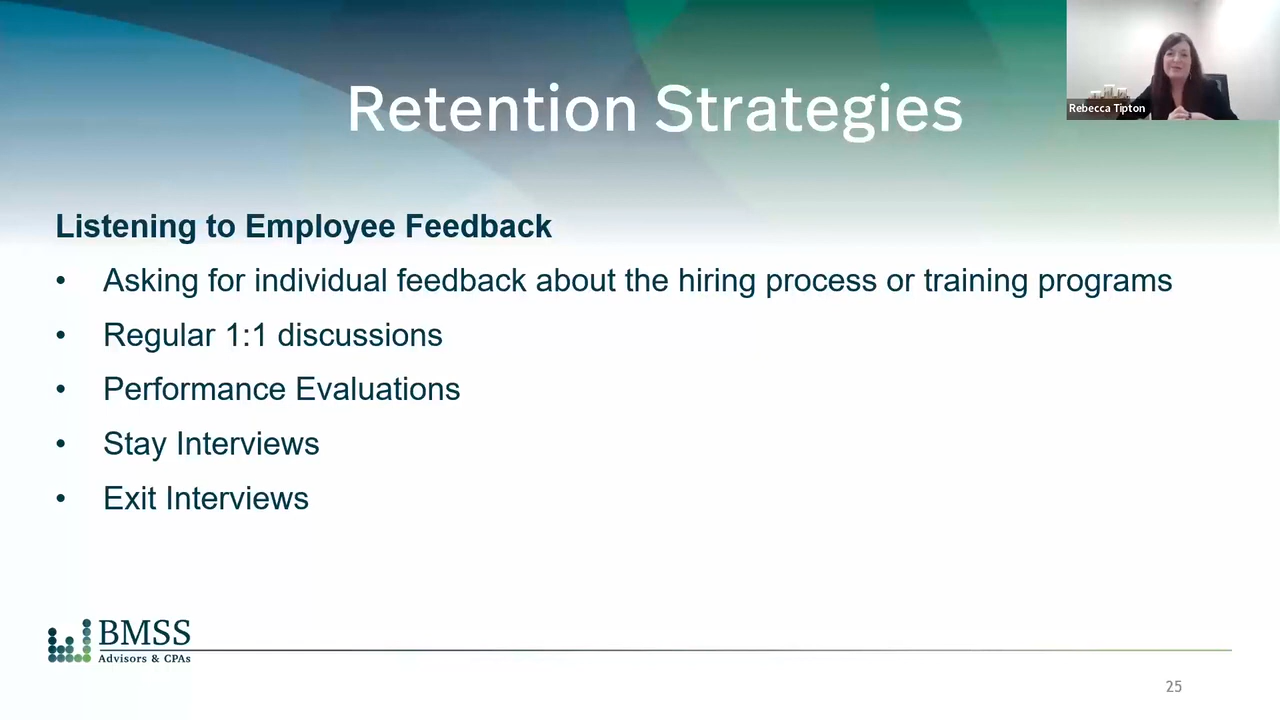 Retention Strategies
Rebecca Tipton
Listening to Employee Feedback
• Asking for individual feedback about the hiring process or training programs
• Regular 1:1 discussions
• Performance Evaluations
• Stay Interviews
• Exit Interviews
BMSS
Advisors & CPAs
25